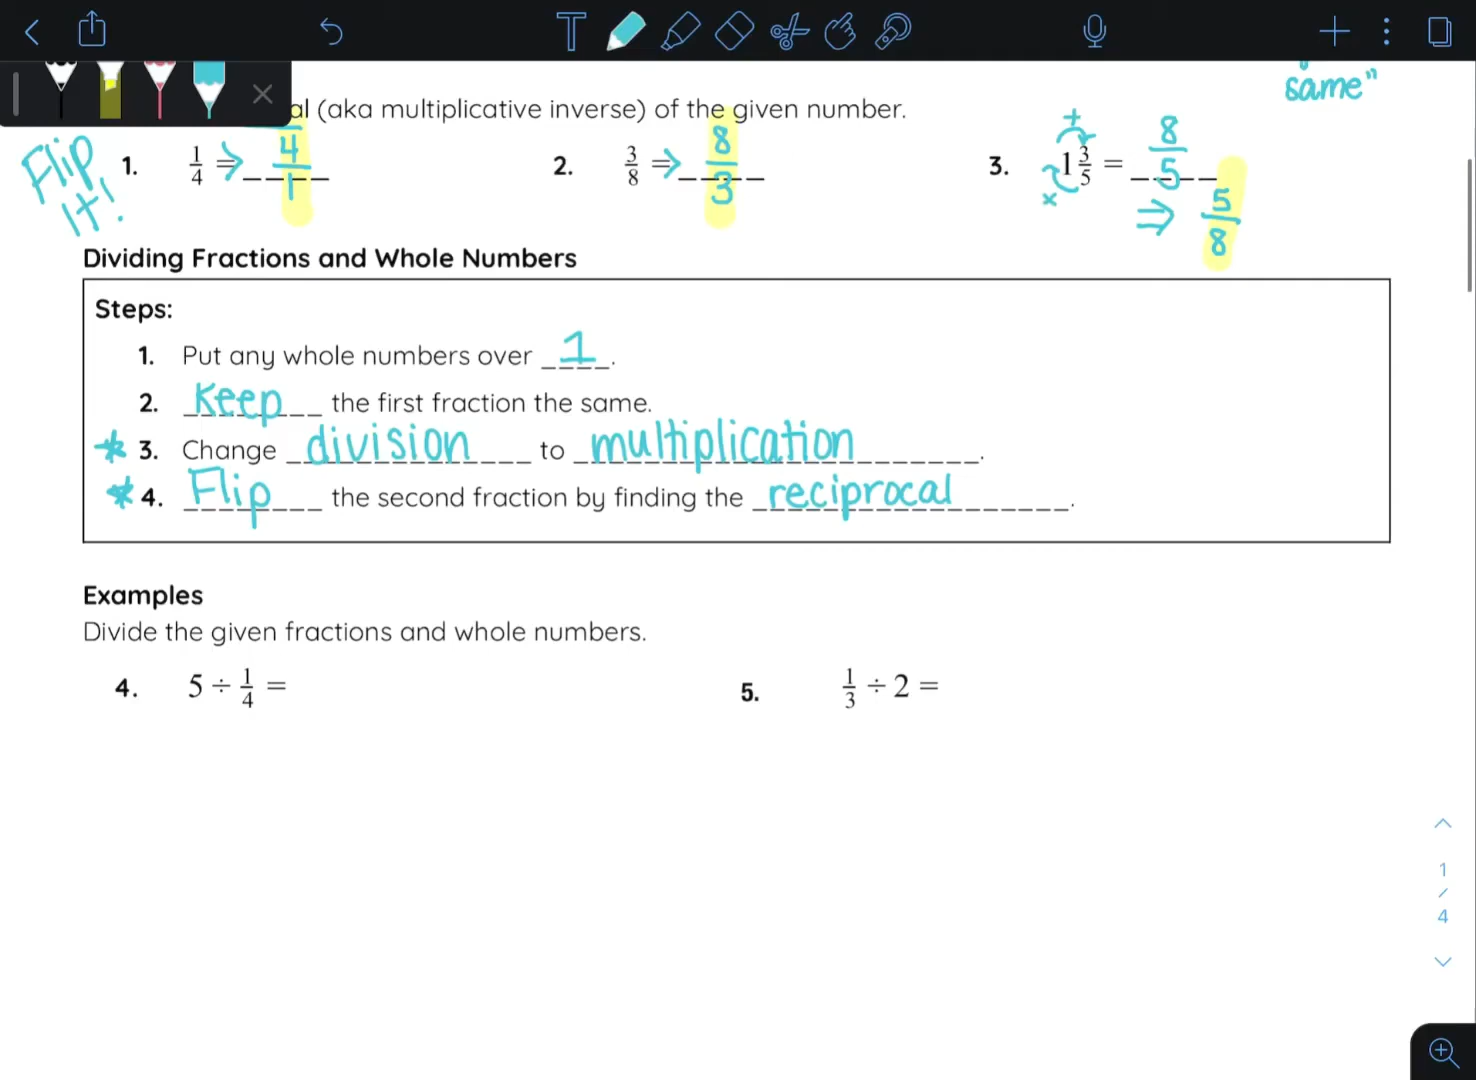 same"
al (aka multiplicative inverse) of the given number.
Flip It!
1. 1/4 ⇒ 4/1
2. 3/8 ⇒ 8/3
3. + x 1 3/5 = 8/5 ⇒ 5/8
Dividing Fractions and Whole Numbers
Steps:
1. Put any whole numbers over 1.
2. Keep the first fraction the same.
* 3. Change division to multiplication.
* 4. Flip the second fraction by finding the reciprocal.
Examples
Divide the given fractions and whole numbers.
4. 5 ÷ 1/4 =
5. 1/3 ÷ 2 =
1
/
4